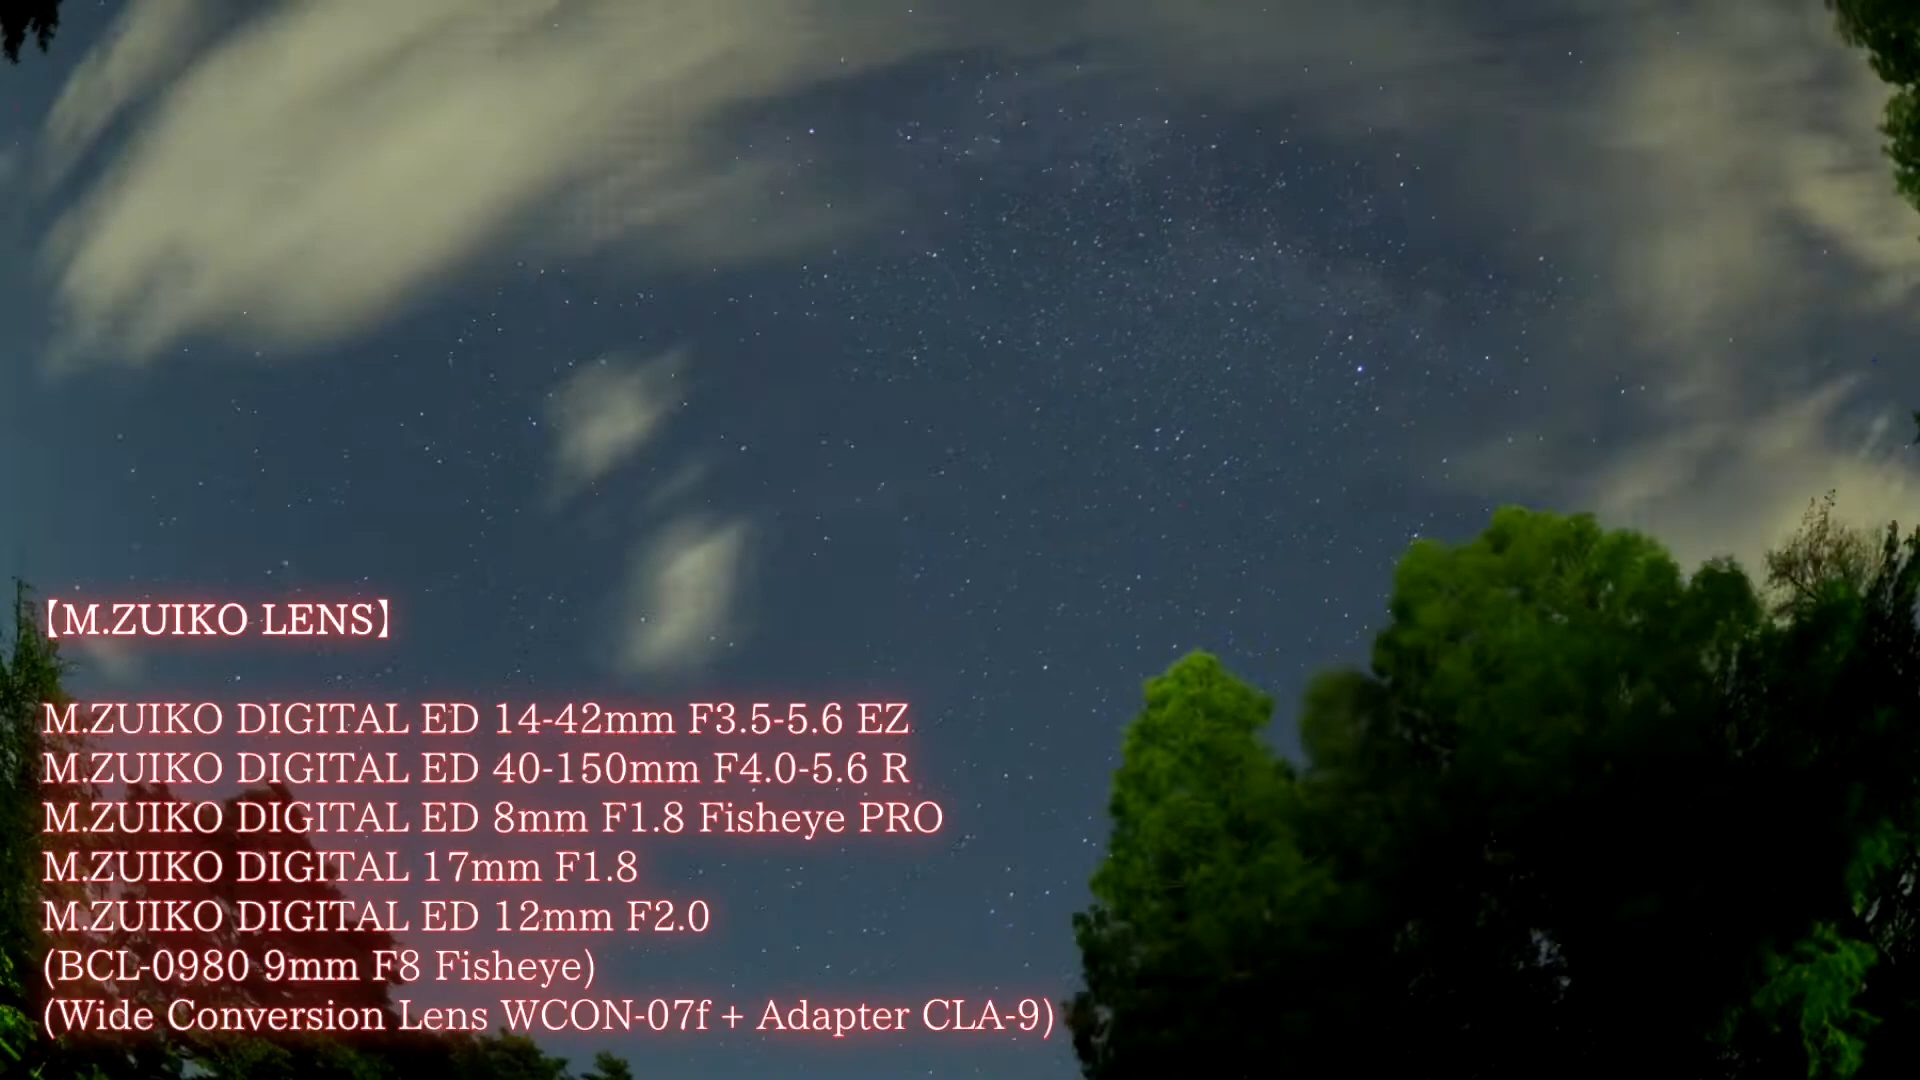 【M.ZUIKO LENS】
M.ZUIKO DIGITAL ED 14-42mm F3.5-5.6 EZ
M.ZUIKO DIGITAL ED 40-150mm F4.0-5.6 R
M.ZUIKO DIGITAL ED 8mm F1.8 Fisheye PRO
M.ZUIKO DIGITAL 17mm F1.8
M.ZUIKO DIGITAL ED 12mm F2.0
(BCL-0980 9mm F8 Fisheye)
(Wide Conversion Lens WCON-07f + Adapter CLA-9)